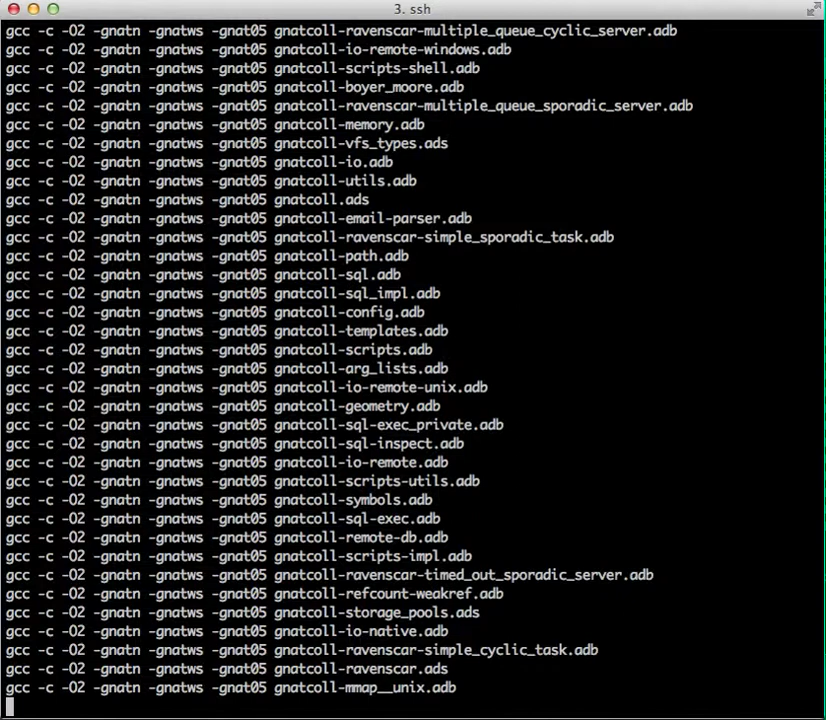 3. ssh
gcc -c -O2 -gnatn -gnatws -gnat05 gnatcoll-ravenscar-multiple_queue_cyclic_server.adb
gcc -c -O2 -gnatn -gnatws -gnat05 gnatcoll-io-remote-windows.adb
gcc -c -O2 -gnatn -gnatws -gnat05 gnatcoll-scripts-shell.adb
gcc -c -O2 -gnatn -gnatws -gnat05 gnatcoll-boyer_moore.adb
gcc -c -O2 -gnatn -gnatws -gnat05 gnatcoll-ravenscar-multiple_queue_sporadic_server.adb
gcc -c -O2 -gnatn -gnatws -gnat05 gnatcoll-memory.adb
gcc -c -O2 -gnatn -gnatws -gnat05 gnatcoll-vfs_types.ads
gcc -c -O2 -gnatn -gnatws -gnat05 gnatcoll-io.adb
gcc -c -O2 -gnatn -gnatws -gnat05 gnatcoll-utils.adb
gcc -c -O2 -gnatn -gnatws -gnat05 gnatcoll.ads
gcc -c -O2 -gnatn -gnatws -gnat05 gnatcoll-email-parser.adb
gcc -c -O2 -gnatn -gnatws -gnat05 gnatcoll-ravenscar-simple_sporadic_task.adb
gcc -c -O2 -gnatn -gnatws -gnat05 gnatcoll-path.adb
gcc -c -O2 -gnatn -gnatws -gnat05 gnatcoll-sql.adb
gcc -c -O2 -gnatn -gnatws -gnat05 gnatcoll-sql_impl.adb
gcc -c -O2 -gnatn -gnatws -gnat05 gnatcoll-config.adb
gcc -c -O2 -gnatn -gnatws -gnat05 gnatcoll-templates.adb
gcc -c -O2 -gnatn -gnatws -gnat05 gnatcoll-scripts.adb
gcc -c -O2 -gnatn -gnatws -gnat05 gnatcoll-arg_lists.adb
gcc -c -O2 -gnatn -gnatws -gnat05 gnatcoll-io-remote-unix.adb
gcc -c -O2 -gnatn -gnatws -gnat05 gnatcoll-geometry.adb
gcc -c -O2 -gnatn -gnatws -gnat05 gnatcoll-sql-exec_private.adb
gcc -c -O2 -gnatn -gnatws -gnat05 gnatcoll-sql-inspect.adb
gcc -c -O2 -gnatn -gnatws -gnat05 gnatcoll-io-remote.adb
gcc -c -O2 -gnatn -gnatws -gnat05 gnatcoll-scripts-utils.adb
gcc -c -O2 -gnatn -gnatws -gnat05 gnatcoll-symbols.adb
gcc -c -O2 -gnatn -gnatws -gnat05 gnatcoll-sql-exec.adb
gcc -c -O2 -gnatn -gnatws -gnat05 gnatcoll-remote-db.adb
gcc -c -O2 -gnatn -gnatws -gnat05 gnatcoll-scripts-impl.adb
gcc -c -O2 -gnatn -gnatws -gnat05 gnatcoll-ravenscar-timed_out_sporadic_server.adb
gcc -c -O2 -gnatn -gnatws -gnat05 gnatcoll-refcount-weakref.adb
gcc -c -O2 -gnatn -gnatws -gnat05 gnatcoll-storage_pools.ads
gcc -c -O2 -gnatn -gnatws -gnat05 gnatcoll-io-native.adb
gcc -c -O2 -gnatn -gnatws -gnat05 gnatcoll-ravenscar-simple_cyclic_task.adb
gcc -c -O2 -gnatn -gnatws -gnat05 gnatcoll-ravenscar.ads
gcc -c -O2 -gnatn -gnatws -gnat05 gnatcoll-mmap__unix.adb